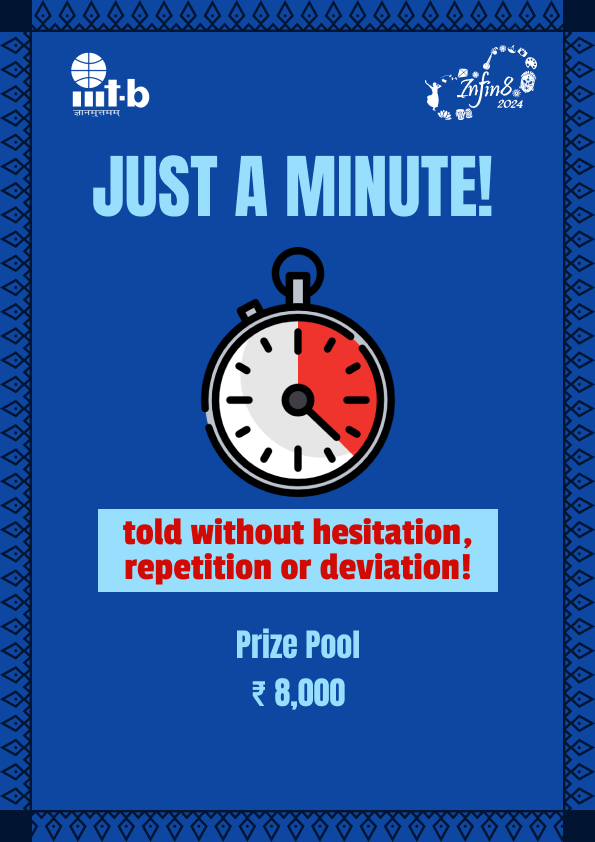 iiit-b
ज्ञानमुत्तमम्
Infin8
2024
JUST A MINUTE!
told without hesitation,
repetition or deviation!
Prize Pool
₹ 8,000